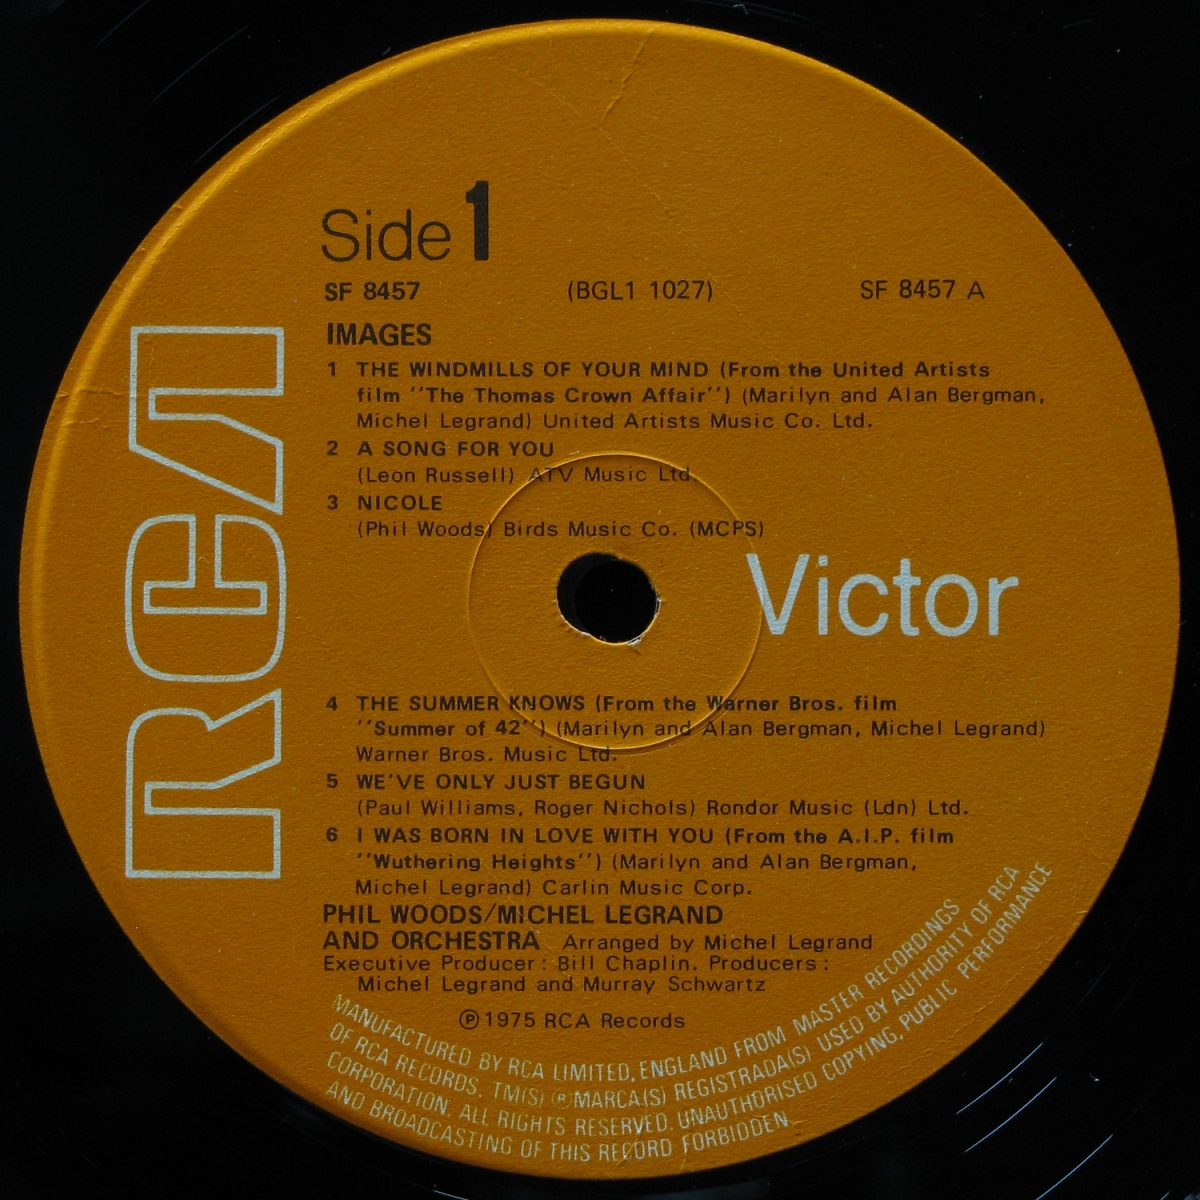 Side 1
SF 8457 (BGL1 1027) SF 8457 A
IMAGES
1 THE WINDMILLS OF YOUR MIND (From the United Artists
film "The Thomas Crown Affair") (Marilyn and Alan Bergman,
Michel Legrand) United Artists Music Co. Ltd.
2 A SONG FOR YOU
(Leon Russell) ATV Music Ltd.
3 NICOLE
(Phil Woods) Birds Music Co. (MCPS)
RCA
Victor
4 THE SUMMER KNOWS (From the Warner Bros. film
"Summer of 42") (Marilyn and Alan Bergman, Michel Legrand)
Warner Bros. Music Ltd.
5 WE'VE ONLY JUST BEGUN
(Paul Williams, Roger Nichols) Rondor Music (Ldn) Ltd.
6 I WAS BORN IN LOVE WITH YOU (From the A.I.P. film
"Wuthering Heights") (Marilyn and Alan Bergman,
Michel Legrand) Carlin Music Corp.
PHIL WOODS/MICHEL LEGRAND
AND ORCHESTRA Arranged by Michel Legrand
Executive Producer: Bill Chaplin. Producers:
Michel Legrand and Murray Schwartz
℗1975 RCA Records
MANUFACTURED BY RCA LIMITED, ENGLAND FROM MASTER RECORDINGS
OF RCA RECORDS. TM(S) ® MARCA(S) REGISTRADA(S) USED BY AUTHORITY OF RCA
CORPORATION. ALL RIGHTS RESERVED. UNAUTHORISED COPYING, PUBLIC PERFORMANCE
AND BROADCASTING OF THIS RECORD FORBIDDEN